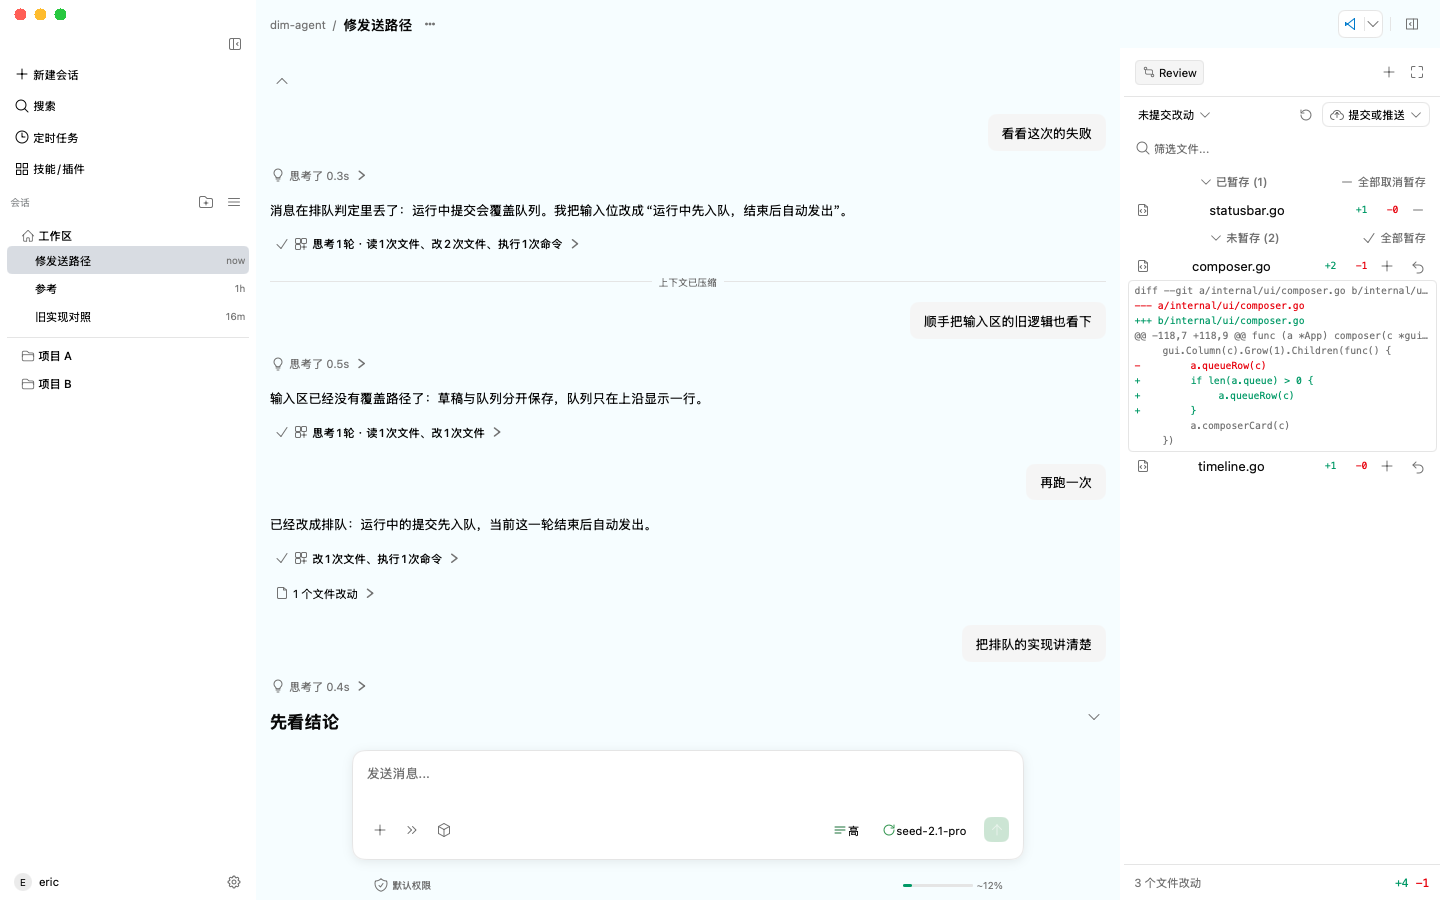 新建会话
搜索
定时任务
技能/插件
会话
工作区
修发送路径 now
参考 1h
旧实现对照 16m
项目 A
项目 B
E eric
dim-agent / 修发送路径 ···
看看这次的失败
思考了 0.3s
消息在排队判定里丢了：运行中提交会覆盖队列。我把输入位改成“运行中先入队，结束后自动发出”。
思考1轮 · 读1次文件、改2次文件、执行1次命令
上下文已压缩
顺手把输入区的旧逻辑也看下
思考了 0.5s
输入区已经没有覆盖路径了：草稿与队列分开保存，队列只在上沿显示一行。
思考1轮 · 读1次文件、改1次文件
再跑一次
已经改成排队：运行中的提交先入队，当前这一轮结束后自动发出。
改1次文件、执行1次命令
1 个文件改动
把排队的实现讲清楚
思考了 0.4s
先看结论
发送消息...
高 seed-2.1-pro
默认权限 ~12%
Review
未提交改动 提交或推送
筛选文件...
已暂存 (1) 全部取消暂存
statusbar.go +1 -0
未暂存 (2) 全部暂存
composer.go +2 -1
diff --git a/internal/ui/composer.go b/internal/u…
--- a/internal/ui/composer.go
+++ b/internal/ui/composer.go
@@ -118,7 +118,9 @@ func (a *App) composer(c *gui…
gui.Column(c).Grow(1).Children(func() {
- a.queueRow(c)
+ if len(a.queue) > 0 {
+ a.queueRow(c)
+ }
a.composerCard(c)
})
timeline.go +1 -0
3 个文件改动 +4 -1